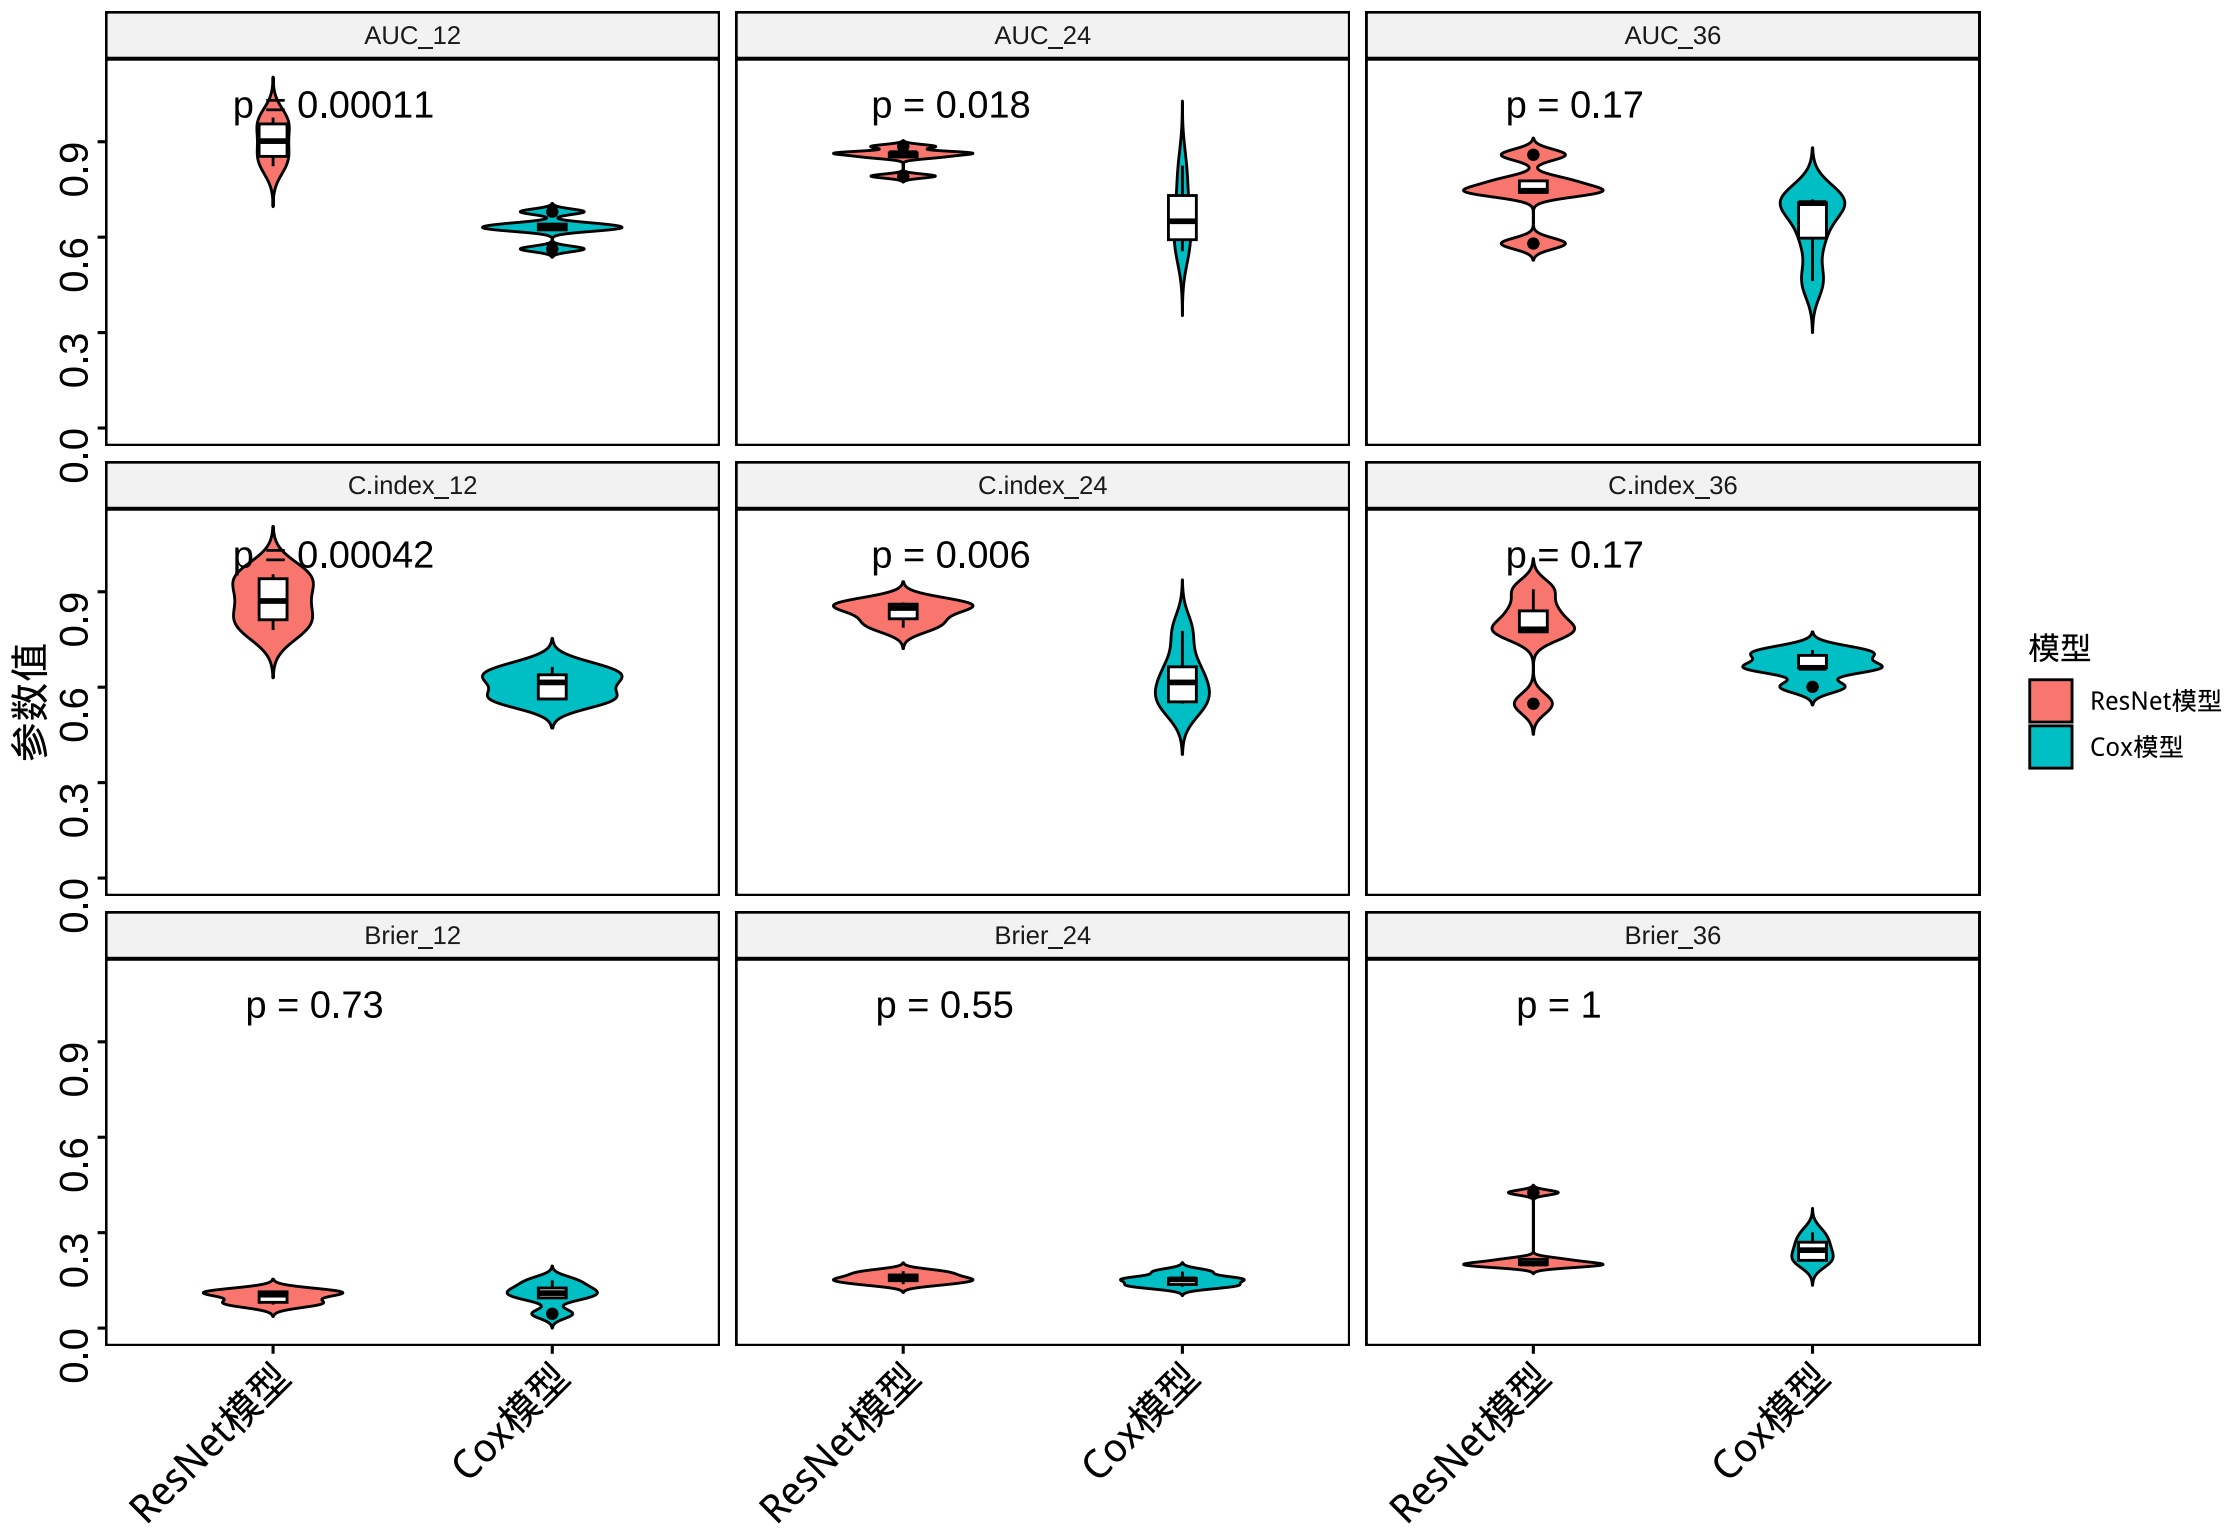 AUC_12
AUC_24
AUC_36
p = 0.00011
p = 0.018
p = 0.17
0.9
0.6
0.3
0.0
C.index_12
C.index_24
C.index_36
p = 0.00042
p = 0.006
p = 0.17
0.9
0.6
0.3
0.0
参数值
Brier_12
Brier_24
Brier_36
p = 0.73
p = 0.55
p = 1
0.9
0.6
0.3
0.0
ResNet模型
Cox模型
ResNet模型
Cox模型
ResNet模型
Cox模型
模型
ResNet模型
Cox模型